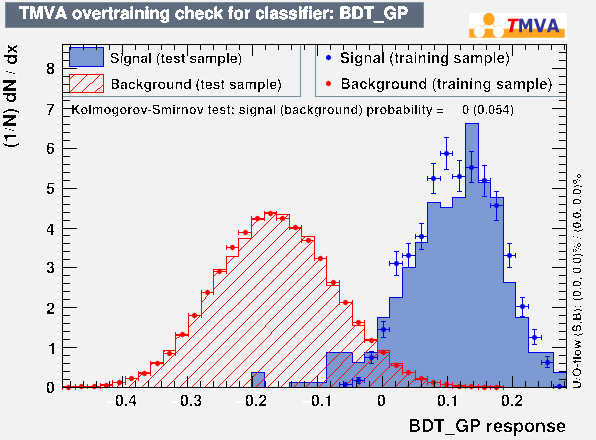 TMVA overtraining check for classifier: BDT_GP
TMVA
Signal (test sample)
Signal (training sample)
Background (test sample)
Background (training sample)
Kolmogorov-Smirnov test: signal (background) probability = 0 (0.054)
(1/N) dN / dx
8
7
6
5
4
3
2
1
0
-0.4 -0.3 -0.2 -0.1 0 0.1 0.2
BDT_GP response
U/O-flow (S,B): (0.0, 0.0)% / (0.0, 0.0)%